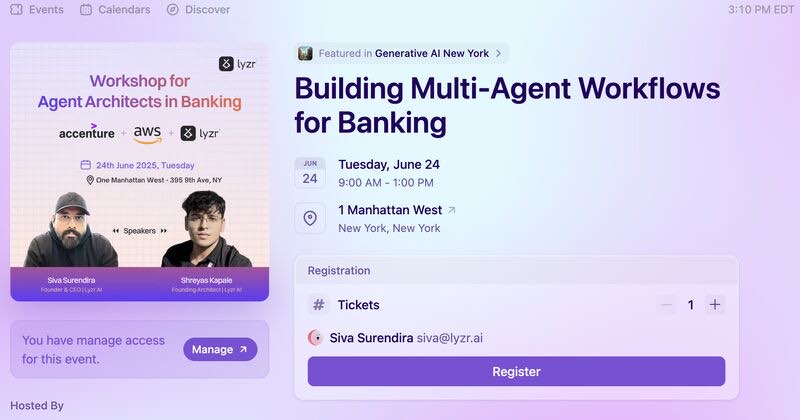 Events
Calendars
Discover
3:10 PM EDT
lyzr
Workshop for
Agent Architects in Banking
accenture + aws + lyzr
24th June 2025, Tuesday
One Manhattan West - 395 9th Ave, NY
Speakers
Siva Surendira
Founder & CEO | Lyzr AI
Shreyas Kapale
Founding Architect | Lyzr AI
You have manage access
for this event.
Manage
Hosted By
Featured in Generative AI New York
Building Multi-Agent Workflows
for Banking
JUN
24
Tuesday, June 24
9:00 AM - 1:00 PM
1 Manhattan West
New York, New York
Registration
# Tickets
1
Siva Surendira siva@lyzr.ai
Register